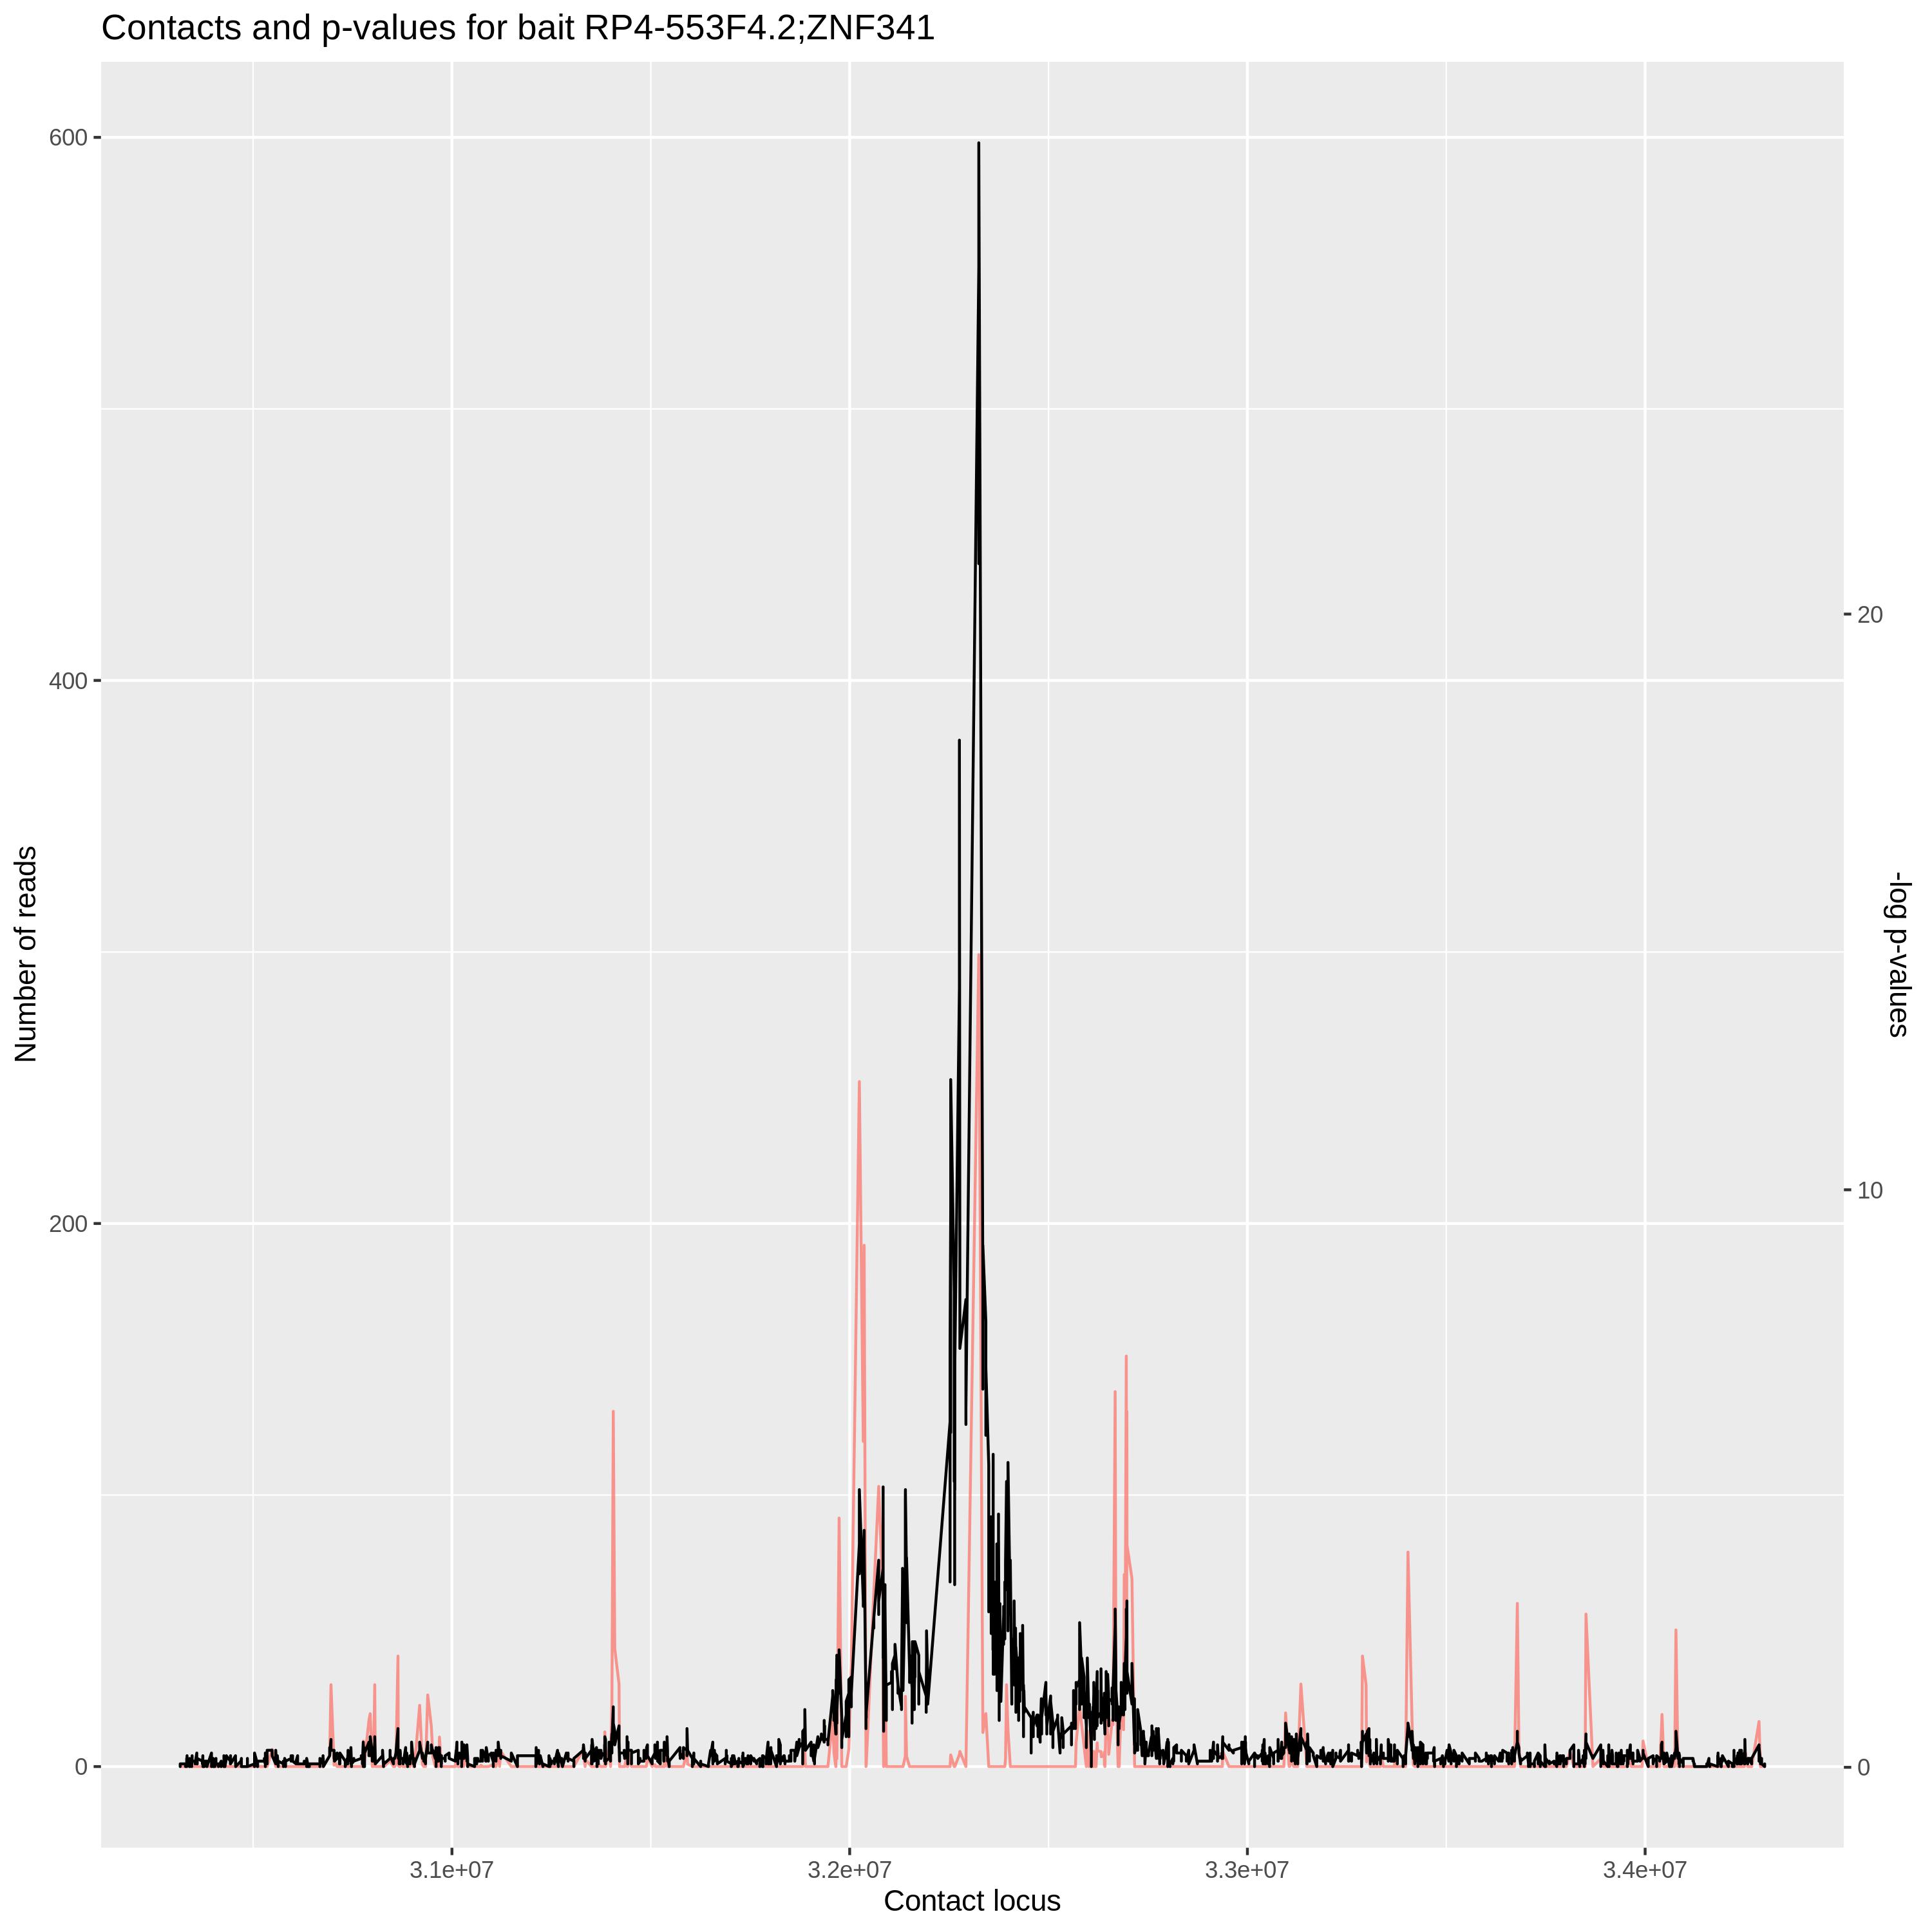 Contacts and p-values for bait RP4-553F4.2;ZNF341
600
400
200
0
Number of reads
20
10
0
-log p-values
3.1e+07
3.2e+07
3.3e+07
3.4e+07
Contact locus